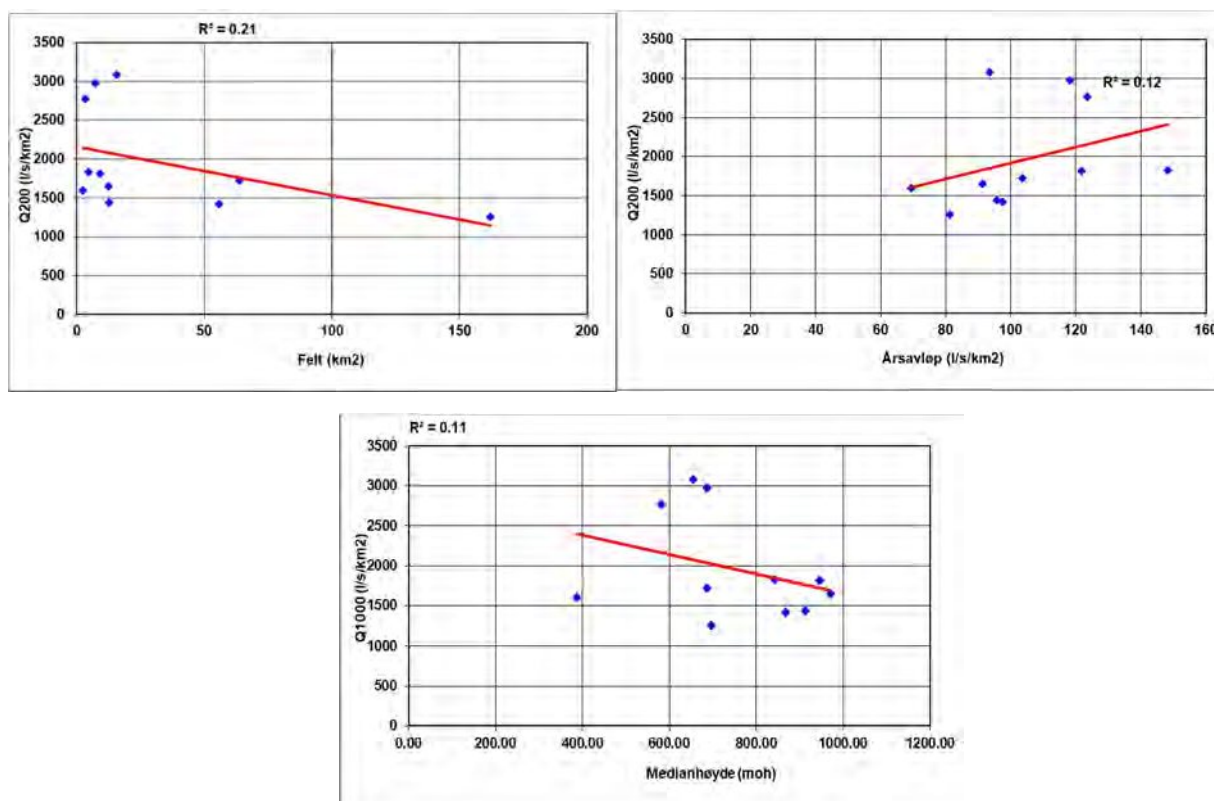 R² = 0.21
3500
3000
2500
2000
1500
1000
500
0
Q200 (l/s/km2)
0 50 100 150 200
Felt (km2)
3500
3000
2500
2000
1500
1000
500
0
Q200 (l/s/km2)
R² = 0.12
0 20 40 60 80 100 120 140 160
Årsavløp (l/s/km2)
R² = 0.11
3500
3000
2500
2000
1500
1000
500
0
Q1000 (l/s/km2)
0.00 200.00 400.00 600.00 800.00 1000.00 1200.00
Medianhøyde (moh)